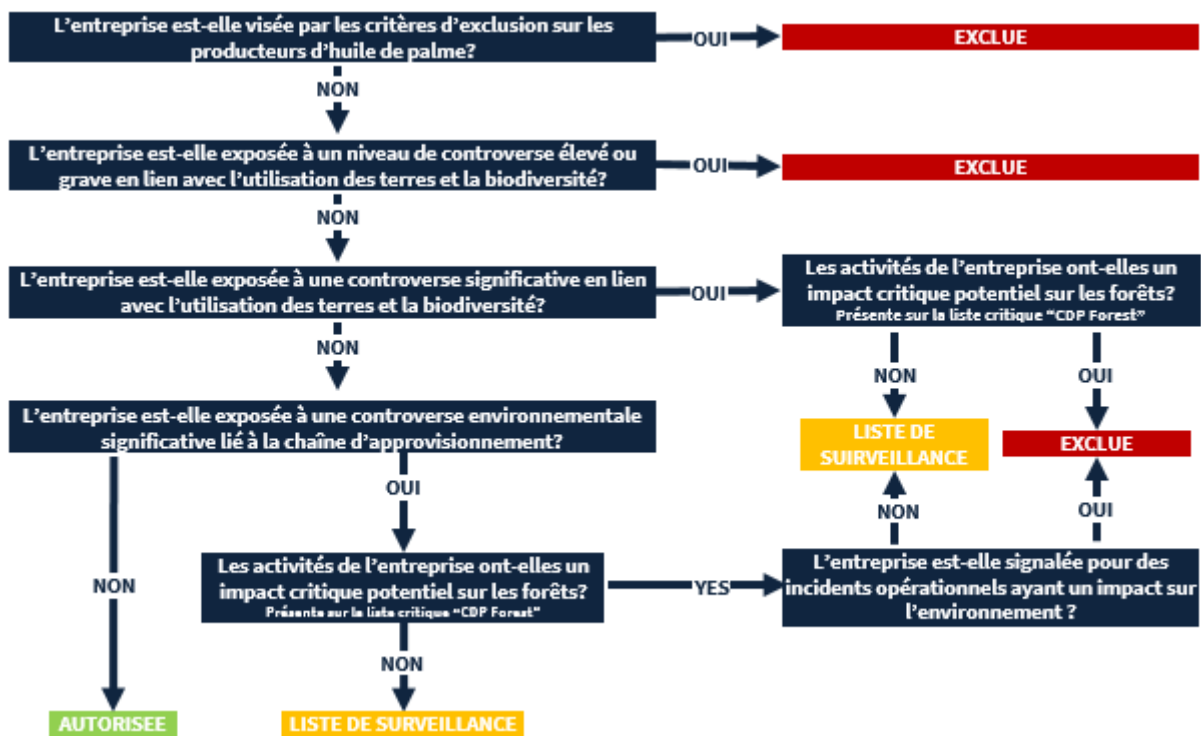 L'entreprise est-elle visée par les critères d'exclusion sur les
producteurs d'huile de palme?
OUI
EXCLUE
NON
L'entreprise est-elle exposée à un niveau de controverse élevé ou
grave en lien avec l'utilisation des terres et la biodiversité?
OUI
EXCLUE
NON
L'entreprise est-elle exposée à une controverse significative en lien
avec l'utilisation des terres et la biodiversité?
OUI
Les activités de l'entreprise ont-elles un
impact critique potentiel sur les forêts?
Présente sur la liste critique "CDP Forest"
NON
NON
OUI
L'entreprise est-elle exposée à une controverse environnementale
significative lié à la chaîne d'approvisionnement?
LISTE DE
SUIRVEILLANCE
EXCLUE
OUI
NON
OUI
NON
Les activités de l'entreprise ont-elles un
impact critique potentiel sur les forêts?
Présente sur la liste critique "CDP Forest"
YES
L'entreprise est-elle signalée pour des
incidents opérationnels ayant un impact sur
l'environnement ?
NON
AUTORISEE
LISTE DE SURVEILLANCE